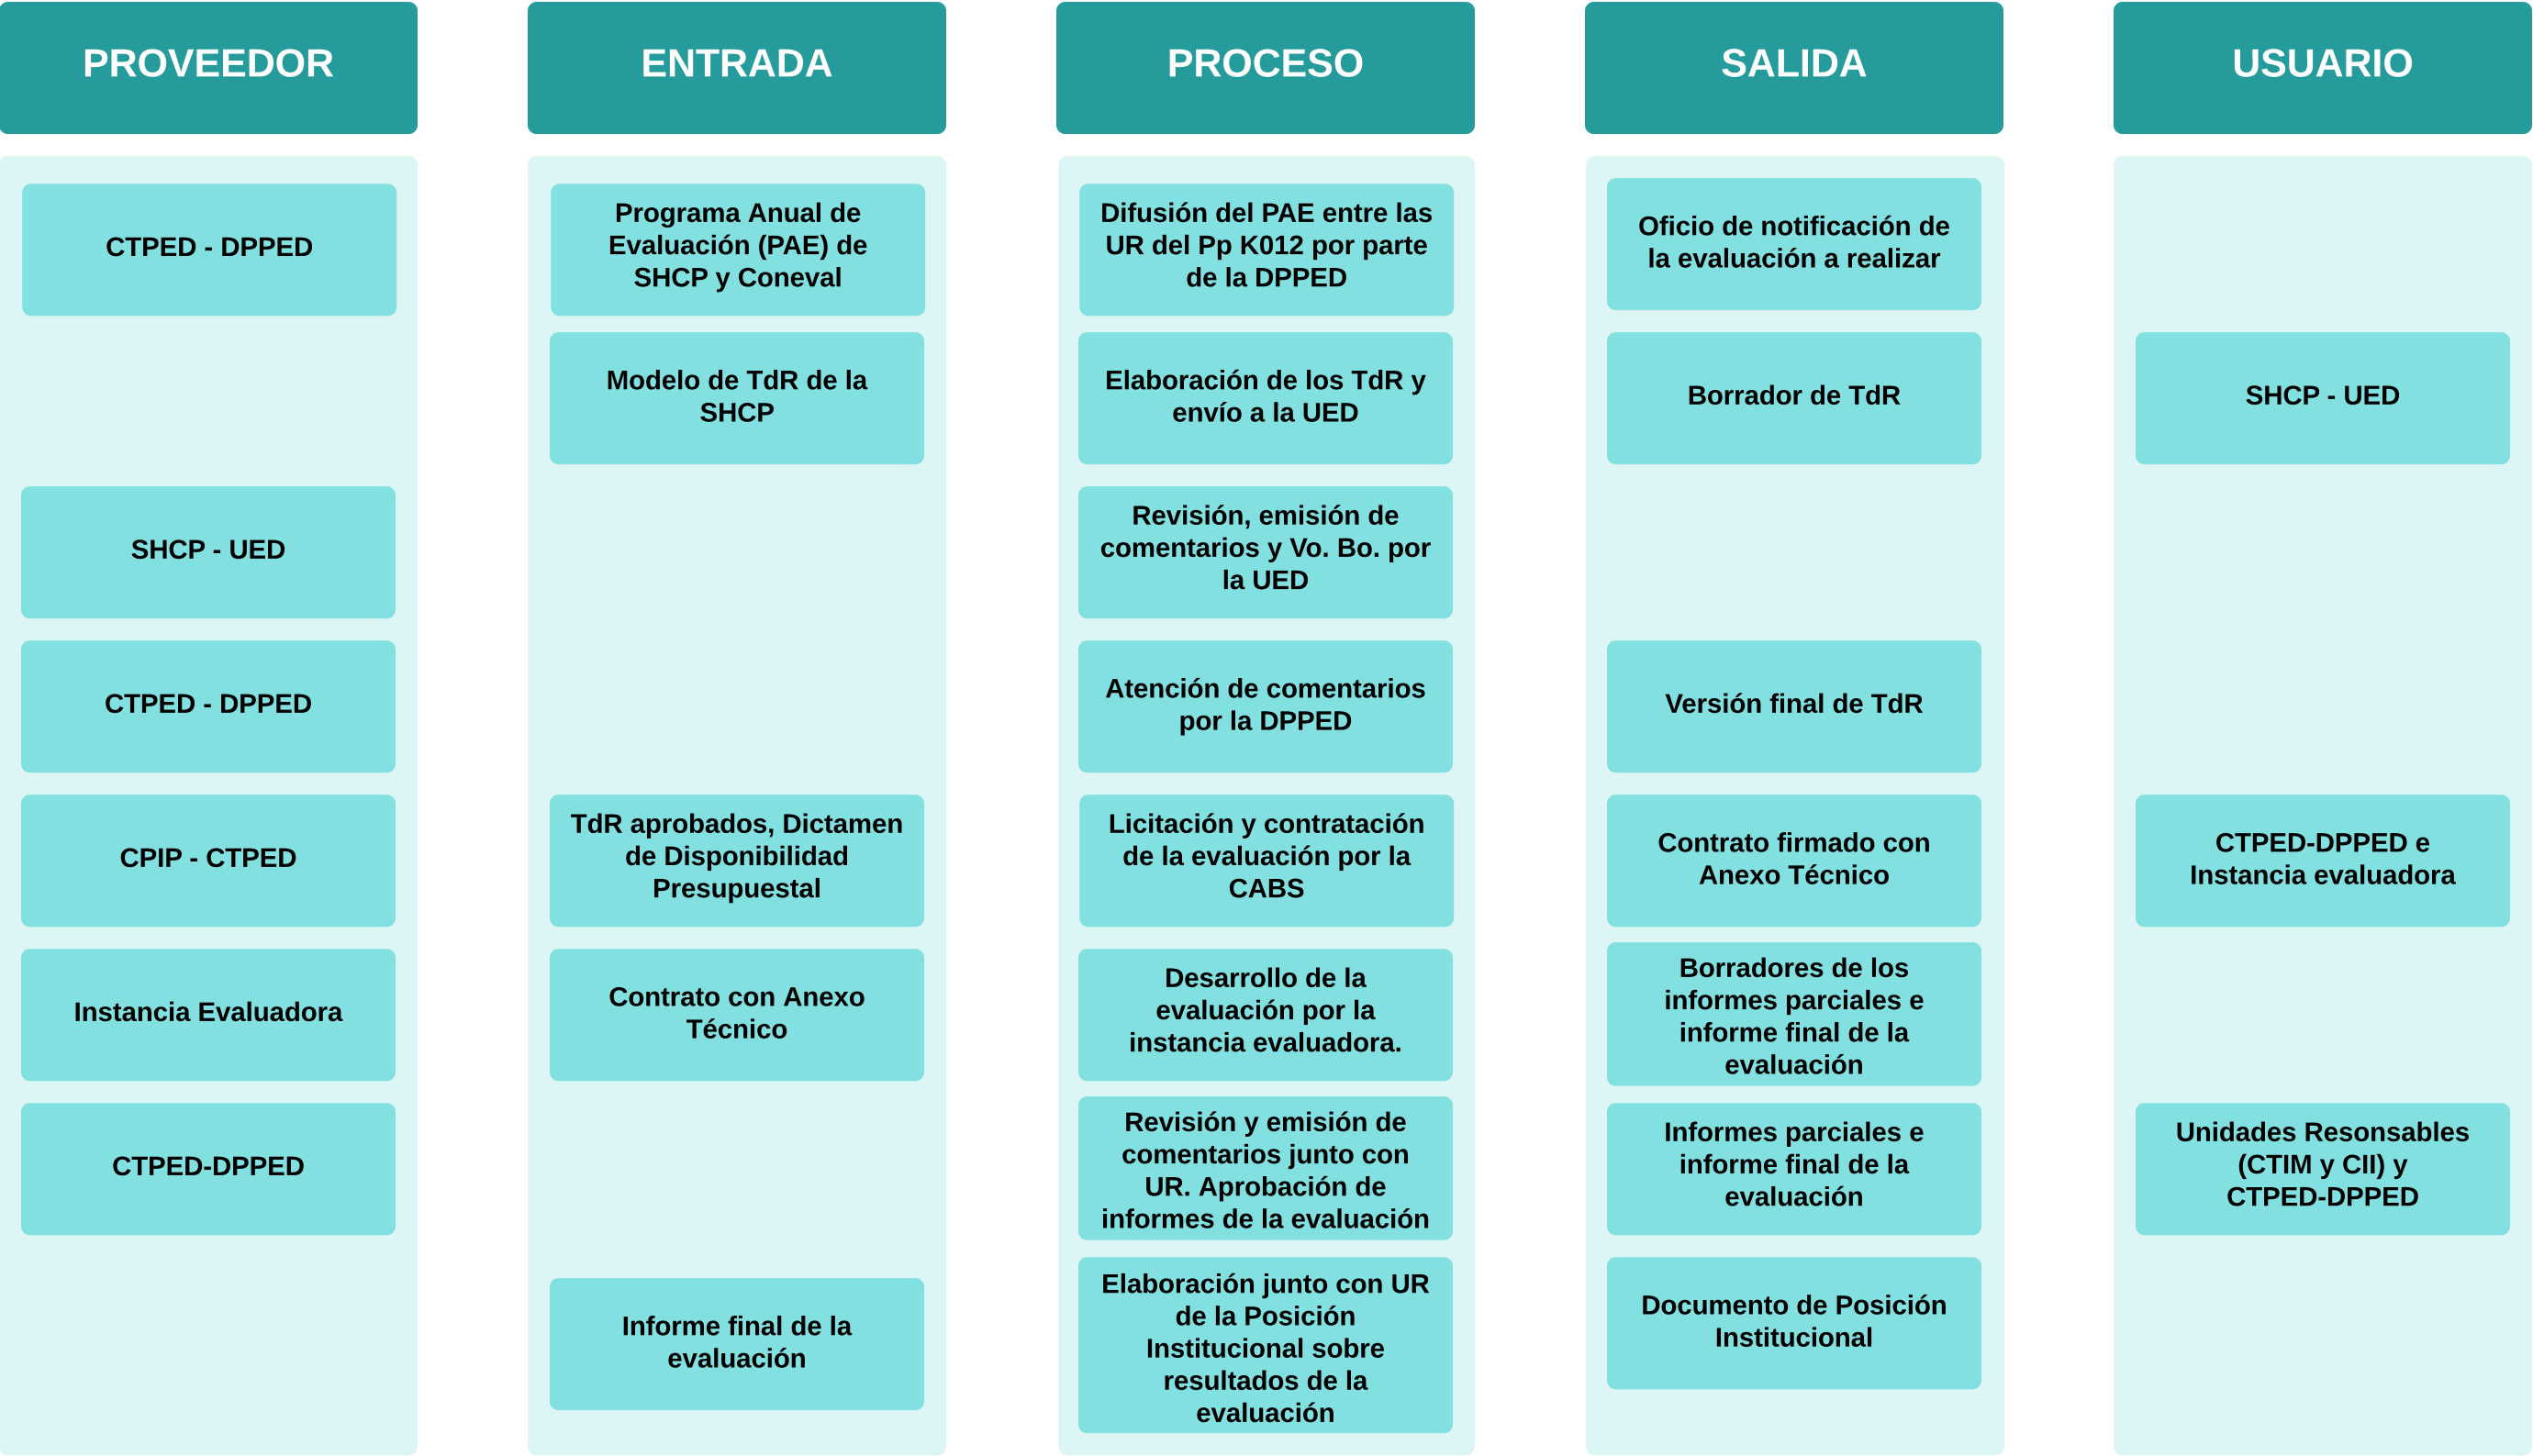 PROVEEDOR
ENTRADA
PROCESO
SALIDA
USUARIO
CTPED - DPPED
Programa Anual de
Evaluación (PAE) de
SHCP y Coneval
Difusión del PAE entre las
UR del Pp K012 por parte
de la DPPED
Oficio de notificación de
la evaluación a realizar
Modelo de TdR de la
SHCP
Elaboración de los TdR y
envío a la UED
Borrador de TdR
SHCP - UED
SHCP - UED
Revisión, emisión de
comentarios y Vo. Bo. por
la UED
CTPED - DPPED
Atención de comentarios
por la DPPED
Versión final de TdR
CPIP - CTPED
TdR aprobados, Dictamen
de Disponibilidad
Presupuestal
Licitación y contratación
de la evaluación por la
CABS
Contrato firmado con
Anexo Técnico
CTPED-DPPED e
Instancia evaluadora
Instancia Evaluadora
Contrato con Anexo
Técnico
Desarrollo de la
evaluación por la
instancia evaluadora.
Borradores de los
informes parciales e
informe final de la
evaluación
CTPED-DPPED
Revisión y emisión de
comentarios junto con
UR. Aprobación de
informes de la evaluación
Informes parciales e
informe final de la
evaluación
Unidades Resonsables
(CTIM y CII) y
CTPED-DPPED
Informe final de la
evaluación
Elaboración junto con UR
de la Posición
Institucional sobre
resultados de la
evaluación
Documento de Posición
Institucional